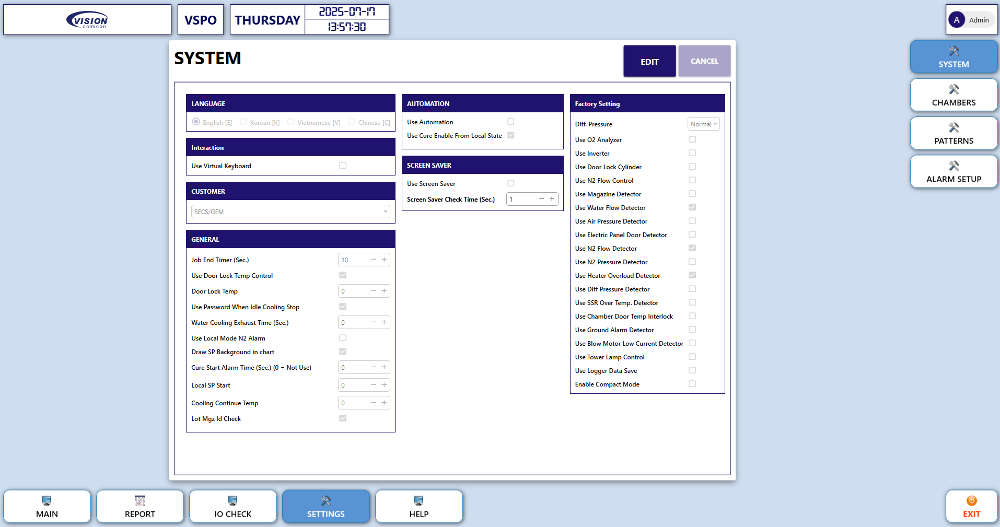 VISION
semicon
VSPO
THURSDAY
2025-07-17
13:57:30
A
Admin
SYSTEM
EDIT
CANCEL
LANGUAGE
English [E]
Korean [K]
Vietnamese [V]
Chinese [C]
Interaction
Use Virtual Keyboard
CUSTOMER
SECS/GEM
GENERAL
Job End Timer (Sec.)
10
Use Door Lock Temp Control
Door Lock Temp
0
Use Password When Idle Cooling Stop
Water Cooling Exhaust Time (Sec.)
0
Use Local Mode N2 Alarm
Draw SP Background in chart
Cure Start Alarm Time (Sec.) (0 = Not Use)
0
Local SP Start
0
Cooling Continue Temp
0
Lot Mgz Id Check
AUTOMATION
Use Automation
Use Cure Enable From Local State
SCREEN SAVER
Use Screen Saver
Screen Saver Check Time (Sec.)
1
Factory Setting
Diff. Pressure
Normal
Use O2 Analyzer
Use Inverter
Use Door Lock Cylinder
Use N2 Flow Control
Use Magazine Detector
Use Water Flow Detector
Use Air Pressure Detector
Use Electric Panel Door Detector
Use N2 Flow Detector
Use N2 Pressure Detector
Use Heater Overload Detector
Use Diff Pressure Detector
Use SSR Over Temp. Detector
Use Chamber Door Temp Interlock
Use Ground Alarm Detector
Use Blow Motor Low Current Detector
Use Tower Lamp Control
Use Logger Data Save
Enable Compact Mode
SYSTEM
CHAMBERS
PATTERNS
ALARM SETUP
MAIN
REPORT
IO CHECK
SETTINGS
HELP
EXIT